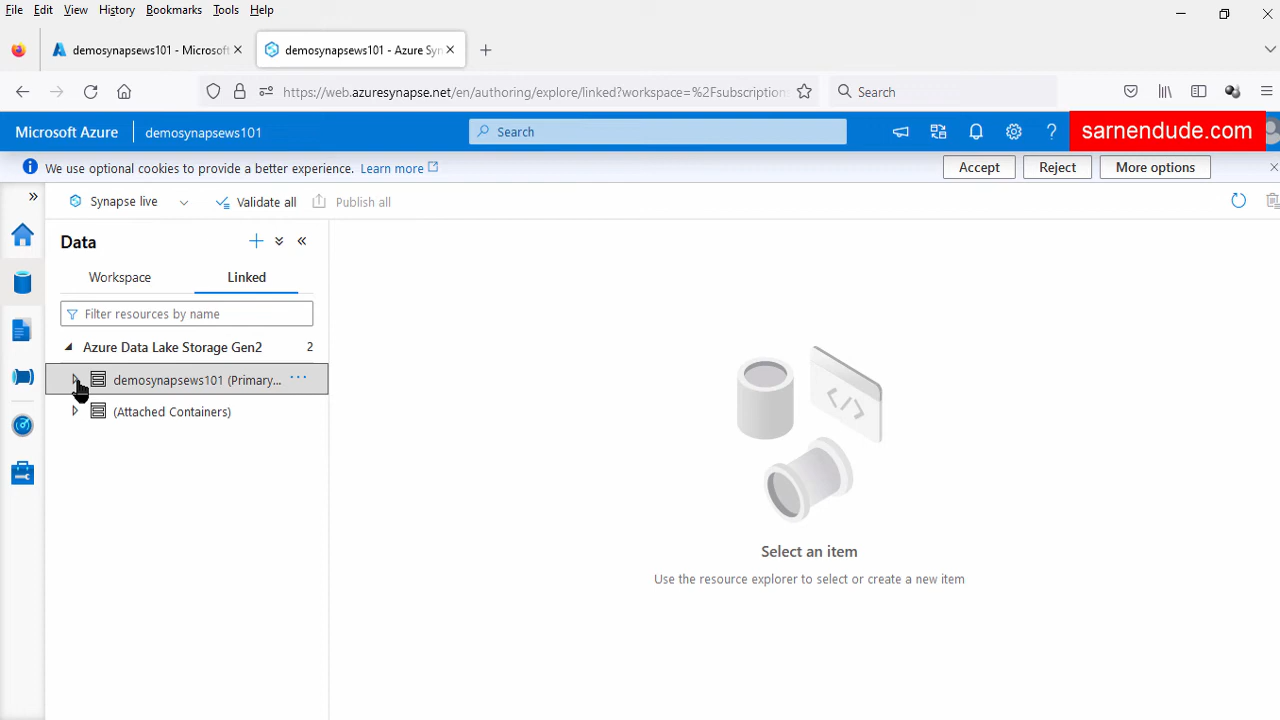 File Edit View History Bookmarks Tools Help
demosynapsews101 - Microsoft
demosynapsews101 - Azure Syn
https://web.azuresynapse.net/en/authoring/explore/linked?workspace=%2Fsubscription
Search
Microsoft Azure
demosynapsews101
Search
sarnendude.com
We use optional cookies to provide a better experience. Learn more
Accept
Reject
More options
Synapse live
Validate all
Publish all
Data
Workspace
Linked
Filter resources by name
Azure Data Lake Storage Gen2 2
demosynapsews101 (Primary...
(Attached Containers)
Select an item
Use the resource explorer to select or create a new item